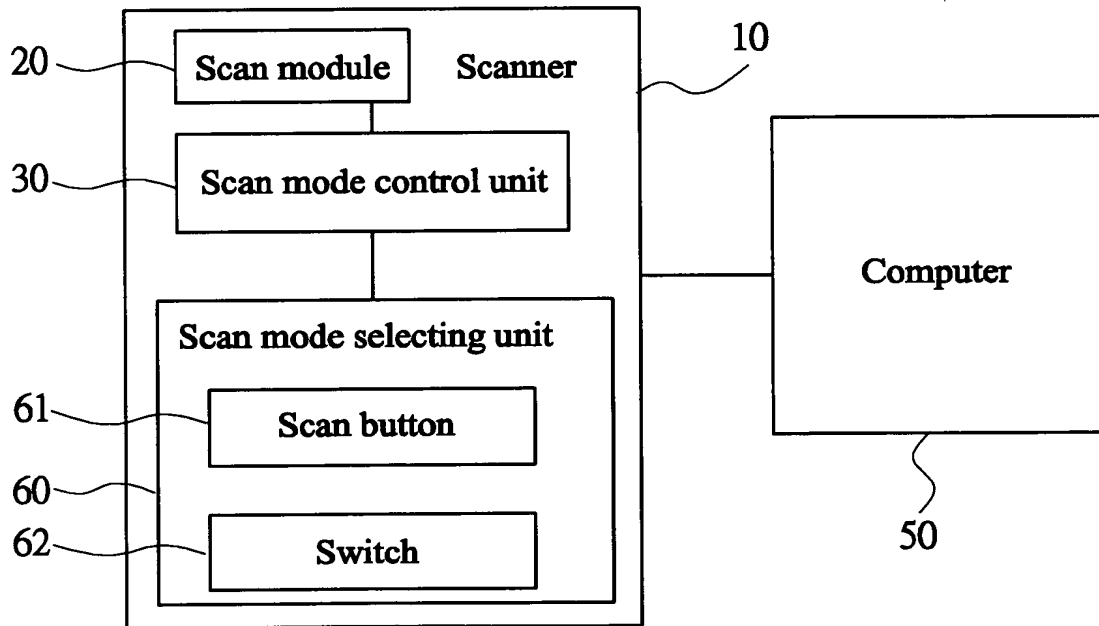 20
Scan module
Scanner
10
30
Scan mode control unit
Computer
Scan mode selecting unit
61
Scan button
60
62
Switch
50